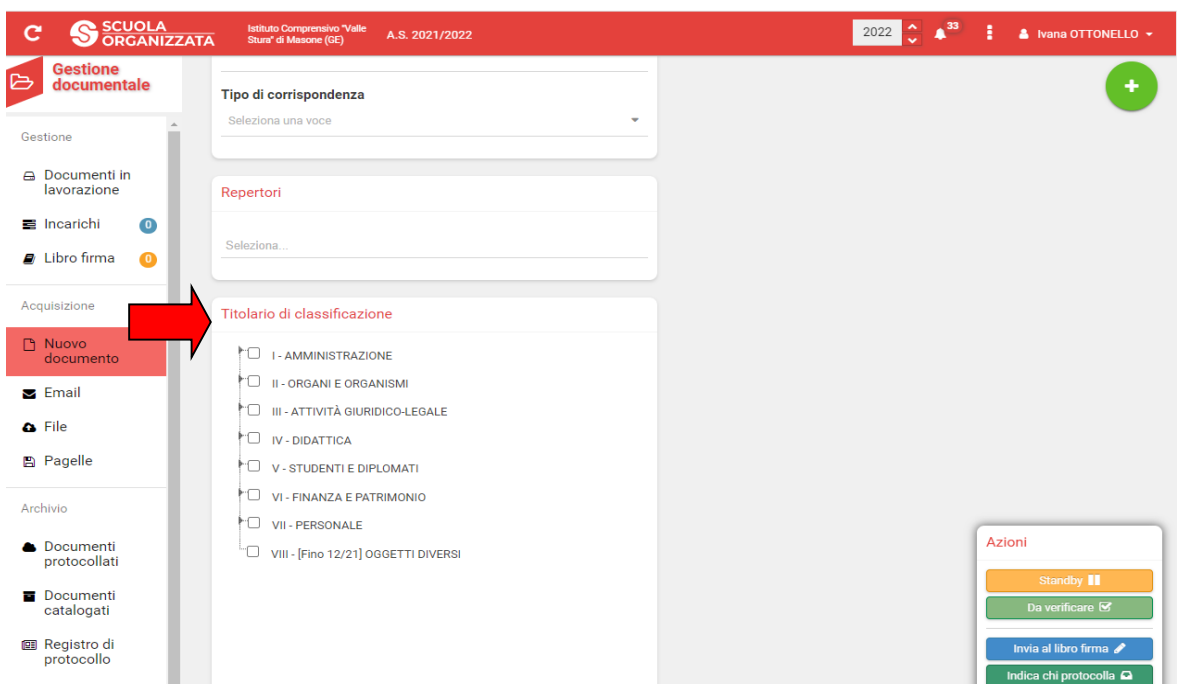 SCUOLA
ORGANIZZATA
Istituto Comprensivo "Valle
Stura" di Masone (GE)
A.S. 2021/2022
2022
33
Ivana OTTONELLO
Gestione
documentale
Gestione
Documenti in
lavorazione
Incarichi 0
Libro firma 0
Acquisizione
Nuovo
documento
Email
File
Pagelle
Archivio
Documenti
protocollati
Documenti
catalogati
Registro di
protocollo
Tipo di corrispondenza
Seleziona una voce
Repertori
Seleziona...
Titolario di classificazione
I - AMMINISTRAZIONE
II - ORGANI E ORGANISMI
III - ATTIVITÀ GIURIDICO-LEGALE
IV - DIDATTICA
V - STUDENTI E DIPLOMATI
VI - FINANZA E PATRIMONIO
VII - PERSONALE
VIII - [Fino 12/21] OGGETTI DIVERSI
Azioni
Standby
Da verificare
Invia al libro firma
Indica chi protocolla